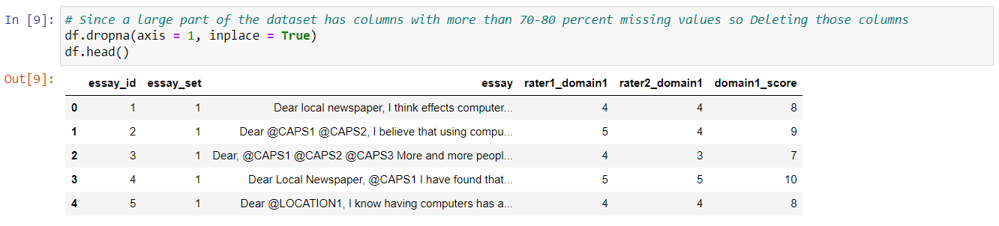 In [9]: # Since a large part of the dataset has columns with more than 70-80 percent missing values so Deleting those columns
df.dropna(axis = 1, inplace = True)
df.head()
Out[9]:
essay_id essay_set essay rater1_domain1 rater2_domain1 domain1_score
0 1 1 Dear local newspaper, I think effects computer... 4 4 8
1 2 1 Dear @CAPS1 @CAPS2, I believe that using compu... 5 4 9
2 3 1 Dear, @CAPS1 @CAPS2 @CAPS3 More and more peopl... 4 3 7
3 4 1 Dear Local Newspaper, @CAPS1 I have found that... 5 5 10
4 5 1 Dear @LOCATION1, I know having computers has a... 4 4 8